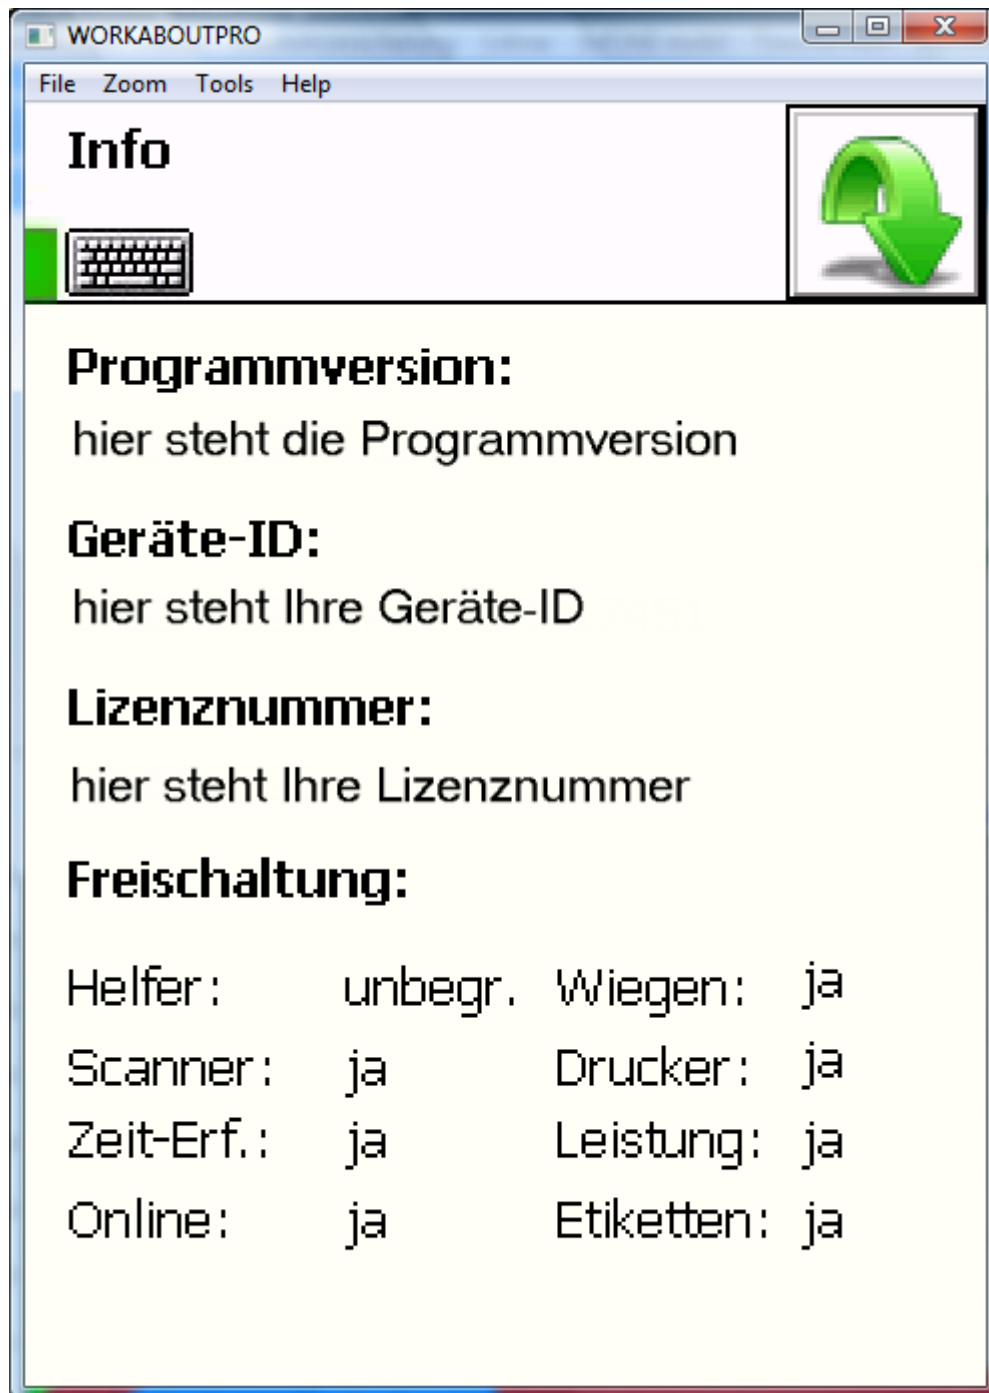 WORKABOUTPRO
File Zoom Tools Help
Info
Programmversion:
hier steht die Programmversion
Geräte-ID:
hier steht Ihre Geräte-ID
Lizenznummer:
hier steht Ihre Lizenznummer
Freischaltung:
Helfer: unbegr. Wiegen: ja
Scanner: ja Drucker: ja
Zeit-Erf.: ja Leistung: ja
Online: ja Etiketten: ja